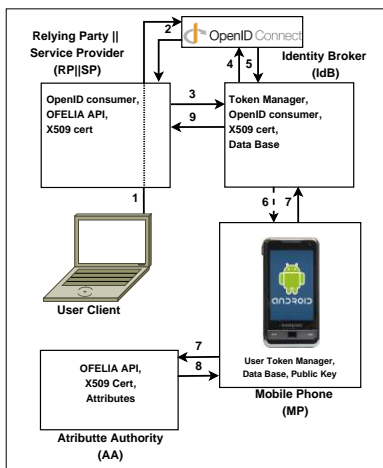 Relying Party ||
Service Provider
(RP||SP)
2
OpenID Connect
Identity Broker
(IdB)
4
5
OpenID consumer,
OFELIA API,
X509 cert
3
9
Token Manager,
OpenID consumer,
X509 cert,
Data Base
1
6
7
User Client
ANDROID
SAMSUNG
User Token Manager,
Data Base, Public Key
Mobile Phone
(MP)
7
8
OFELIA API,
X509 Cert,
Attributes
Atributte Authority
(AA)